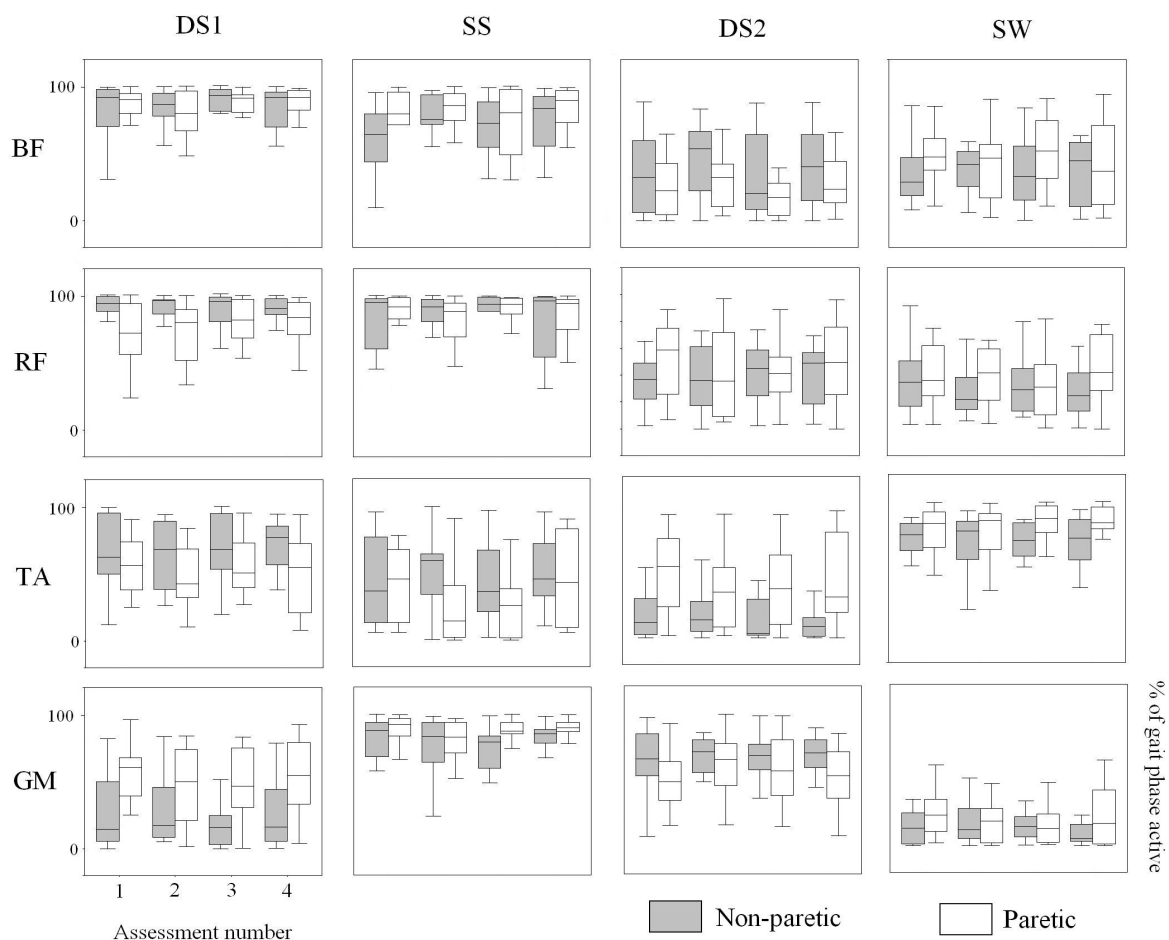 DS1 SS DS2 SW
100
BF
0
100
RF
0
100
TA
0
100
GM
0
1 2 3 4
Assessment number
% of gait phase active
Non-paretic Paretic